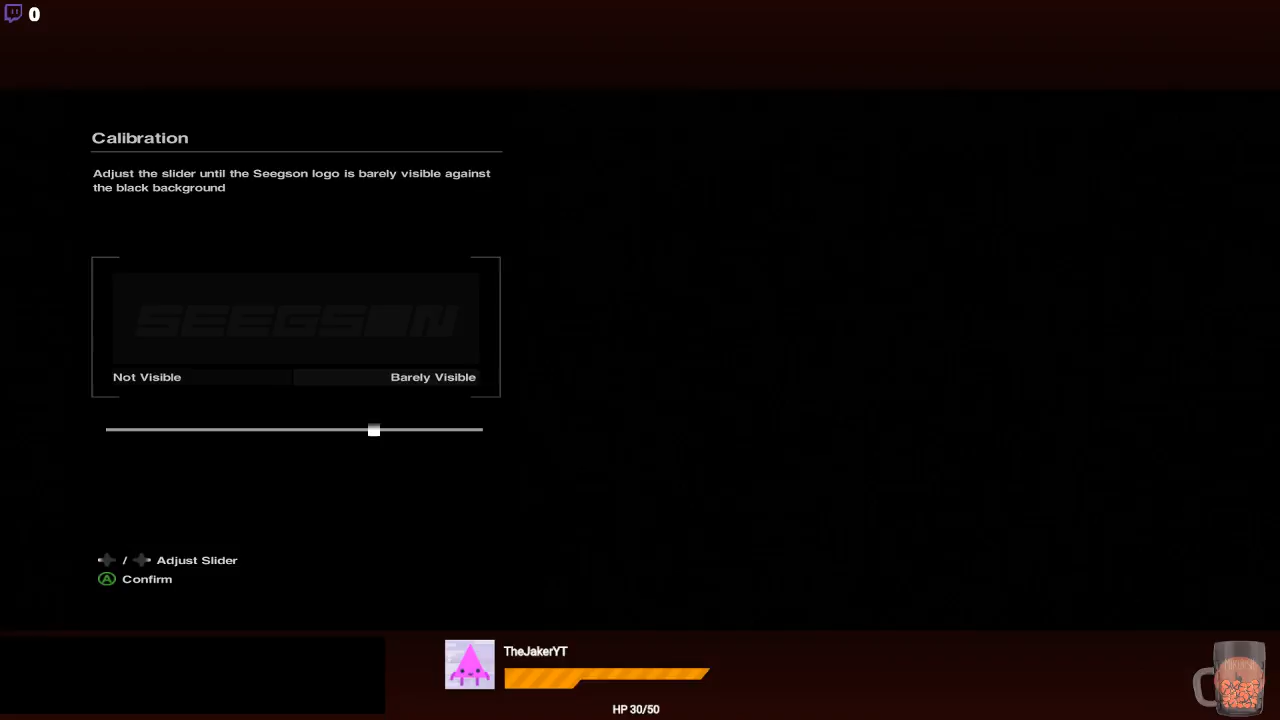 0
Calibration
Adjust the slider until the Seegson logo is barely visible against
the black background
SEEGSON
Not Visible
Barely Visible
/ Adjust Slider
A Confirm
TheJakerYT
HP 30/50